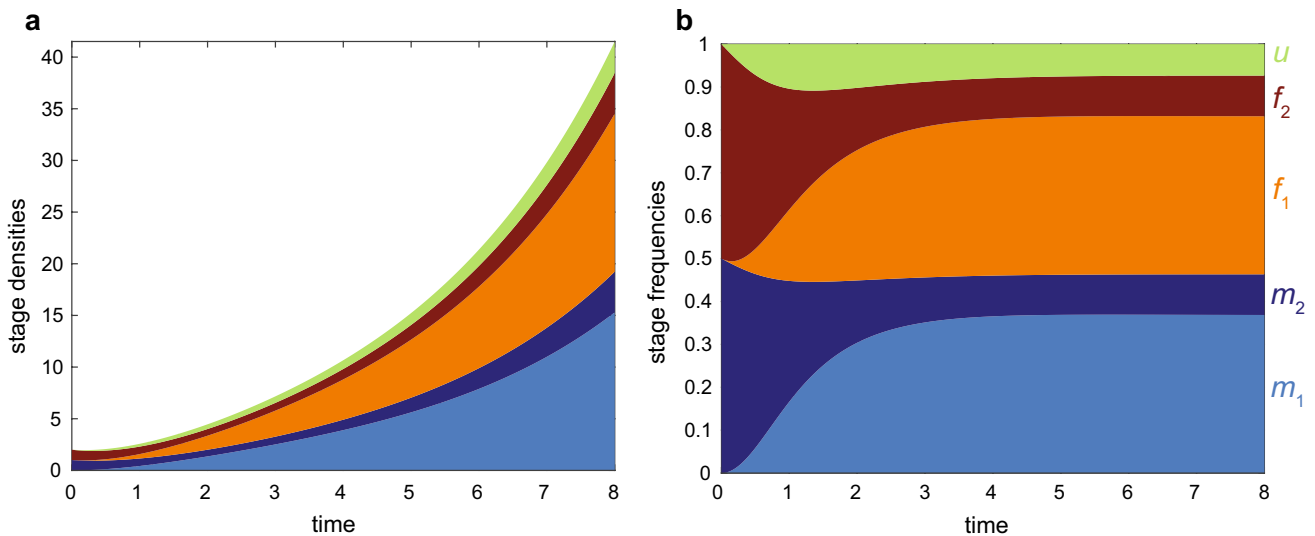 a
stage densities
40
35
30
25
20
15
10
5
0
0 1 2 3 4 5 6 7 8
time
b
stage frequencies
1
0.9
0.8
0.7
0.6
0.5
0.4
0.3
0.2
0.1
0
0 1 2 3 4 5 6 7 8
time
u
f₂
f₁
m₂
m₁